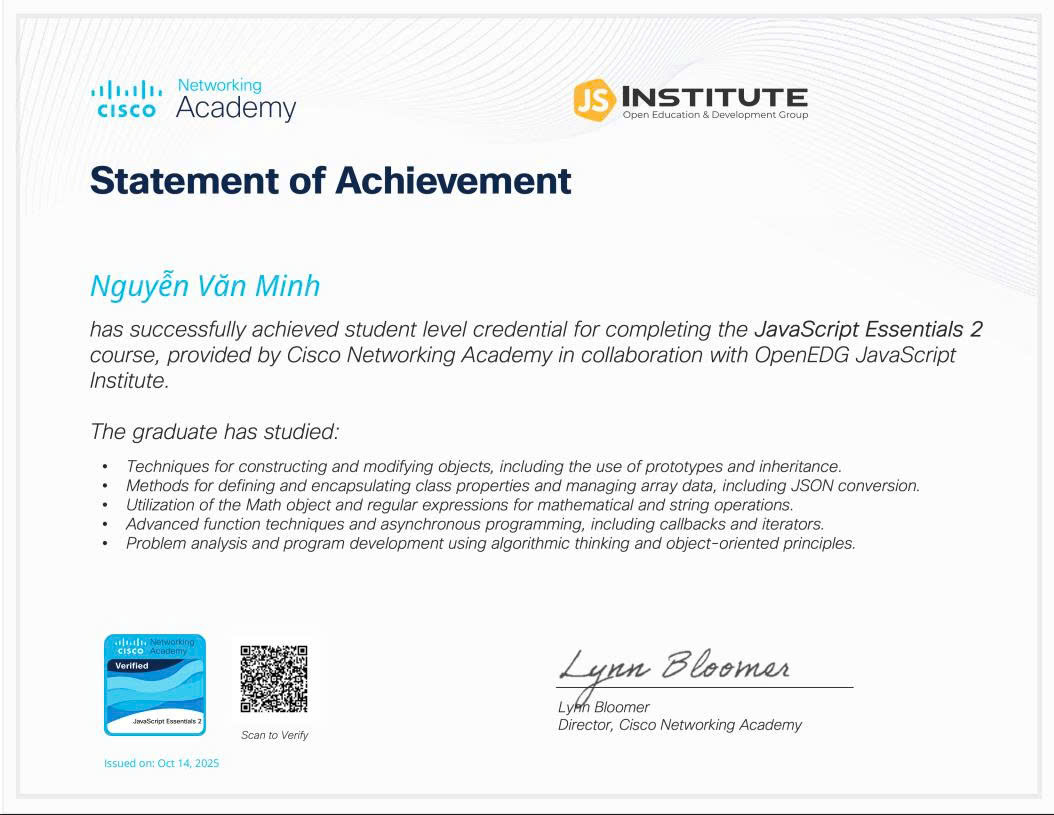 Networking
CISCO Academy
JS INSTITUTE
Open Education & Development Group
Statement of Achievement
Nguyễn Văn Minh
has successfully achieved student level credential for completing the JavaScript Essentials 2
course, provided by Cisco Networking Academy in collaboration with OpenEDG JavaScript
Institute.
The graduate has studied:
• Techniques for constructing and modifying objects, including the use of prototypes and inheritance.
• Methods for defining and encapsulating class properties and managing array data, including JSON conversion.
• Utilization of the Math object and regular expressions for mathematical and string operations.
• Advanced function techniques and asynchronous programming, including callbacks and iterators.
• Problem analysis and program development using algorithmic thinking and object-oriented principles.
Networking
CISCO Academy
Verified
JavaScript Essentials 2
Scan to Verify
Issued on: Oct 14, 2025
Lynn Bloomer
Lynn Bloomer
Director, Cisco Networking Academy